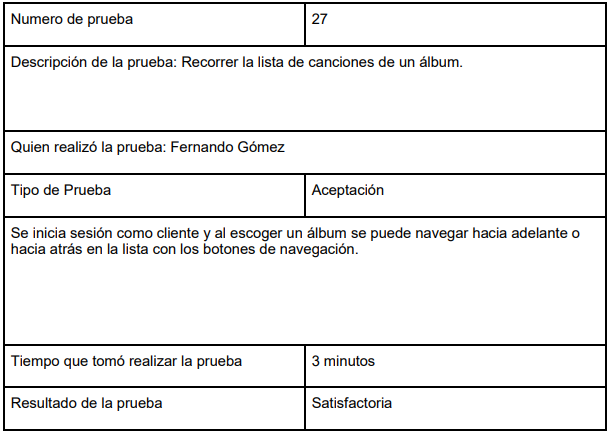 Numero de prueba 27
Descripción de la prueba: Recorrer la lista de canciones de un álbum.
Quien realizó la prueba: Fernando Gómez
Tipo de Prueba Aceptación
Se inicia sesión como cliente y al escoger un álbum se puede navegar hacia adelante o
hacia atrás en la lista con los botones de navegación.
Tiempo que tomó realizar la prueba 3 minutos
Resultado de la prueba Satisfactoria